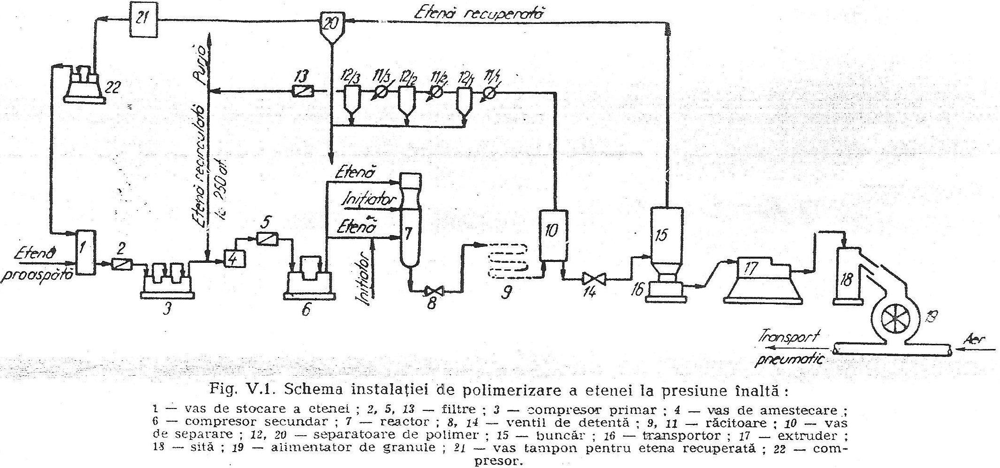 Etenă recuperată
21
20
Purjă
22
13
12/3
11/3
12/2
11/2
12/1
11/1
Etenă recirculată
la 250 at.
Etenă
Inițiator
Etenă
Inițiator
7
Etenă
proaspătă
1
2
3
4
5
6
8
9
10
14
15
16
17
18
19
Transport
pneumatic
Aer
Fig. V.1. Schema instalației de polimerizare a etenei la presiune înaltă :
1 — vas de stocare a etenei ; 2, 5, 13 — filtre ; 3 — compresor primar ; 4 — vas de amestecare ;
6 — compresor secundar ; 7 — reactor ; 8, 14 — ventil de detentă ; 9, 11 — răcitoare ; 10 — vas
de separare ; 12, 20 — separatoare de polimer ; 15 — buncăr ; 16 — transportor ; 17 — extruder ;
18 — sită ; 19 — alimentator de granule ; 21 — vas tampon pentru etena recuperată ; 22 — com-
presor.